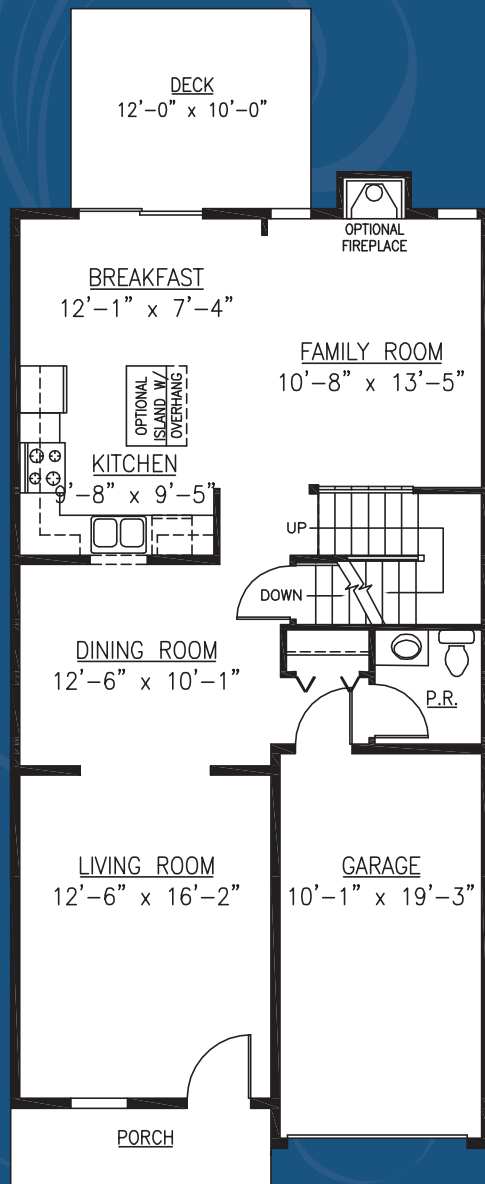 DECK
12'-0" x 10'-0"
OPTIONAL
FIREPLACE
BREAKFAST
12'-1" x 7'-4"
FAMILY ROOM
10'-8" x 13'-5"
OPTIONAL
ISLAND W/
OVERHANG
KITCHEN
9'-8" x 9'-5"
UP
DOWN
DINING ROOM
12'-6" x 10'-1"
P.R.
LIVING ROOM
12'-6" x 16'-2"
GARAGE
10'-1" x 19'-3"
PORCH